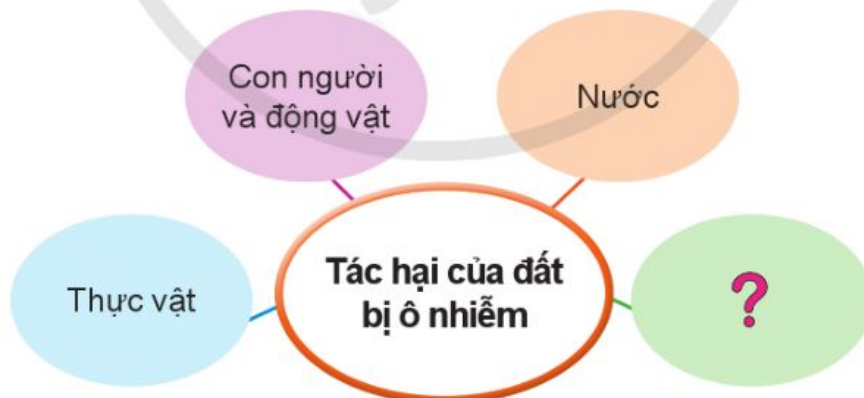 Con người
và động vật
Nước
Thực vật
Tác hại của đất
bị ô nhiễm
?